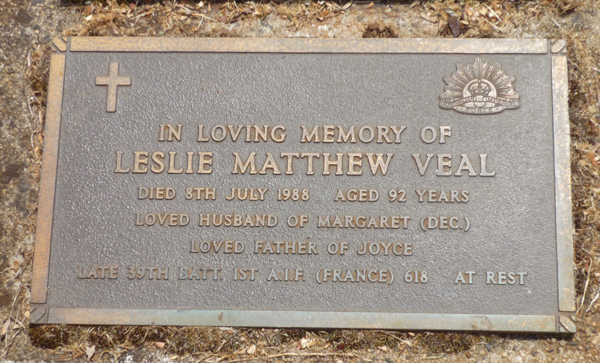 IN LOVING MEMORY OF
LESLIE MATTHEW VEAL
DIED 8TH JULY 1988 AGED 92 YEARS
LOVED HUSBAND OF MARGARET (DEC.)
LOVED FATHER OF JOYCE
LATE 39TH BATT. 1ST A.I.F. (FRANCE) 618 AT REST